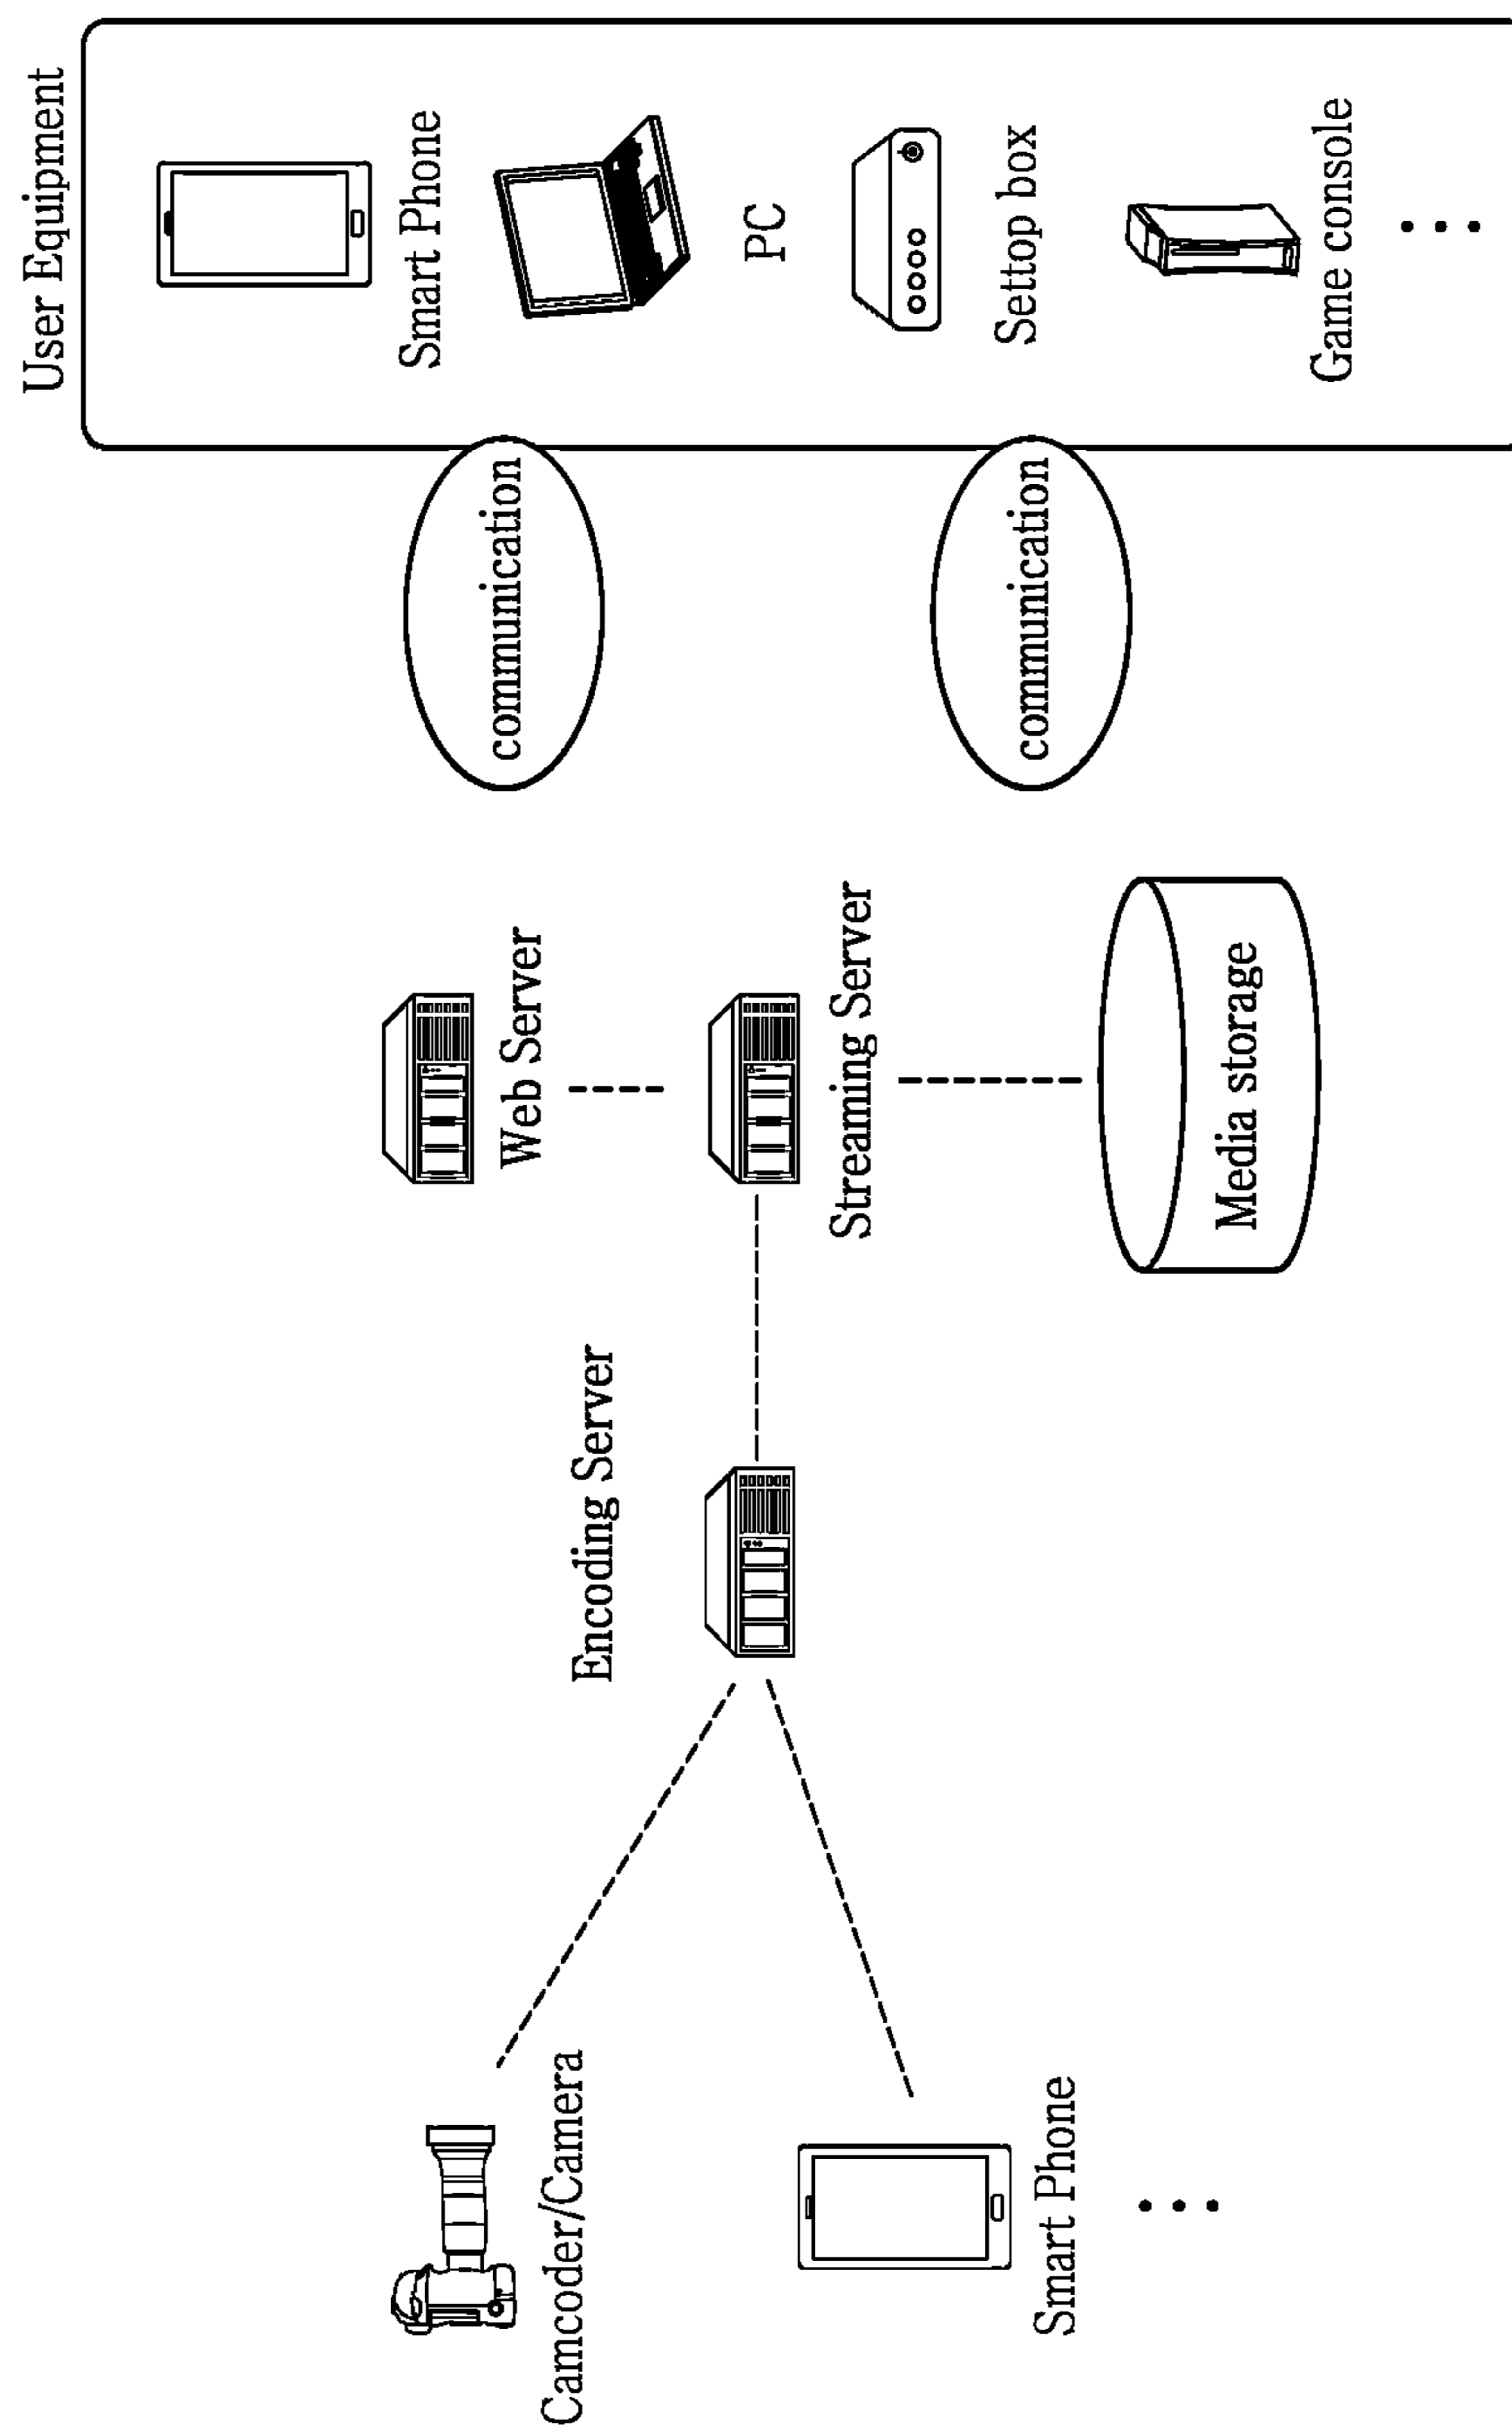 User Equipment
Smart Phone
PC
Settop box
Game console
communication
communication
Web Server
Streaming Server
Media storage
Encoding Server
Camcoder/Camera
Smart Phone